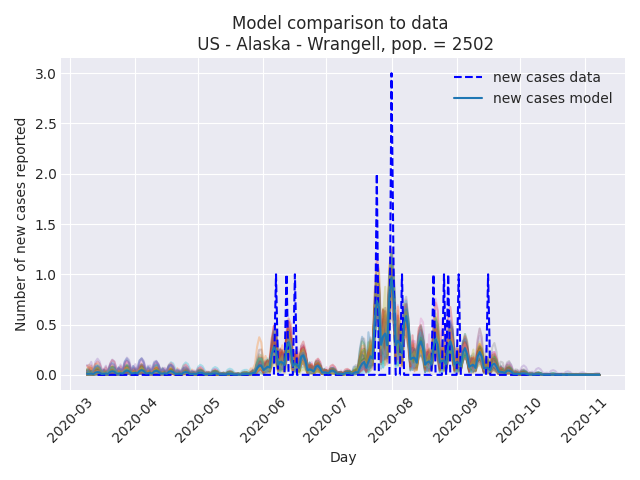 Model comparison to data
US - Alaska - Wrangell, pop. = 2502
new cases data
new cases model
Number of new cases reported
3.0
2.5
2.0
1.5
1.0
0.5
0.0
2020-03
2020-04
2020-05
2020-06
2020-07
2020-08
2020-09
2020-10
2020-11
Day